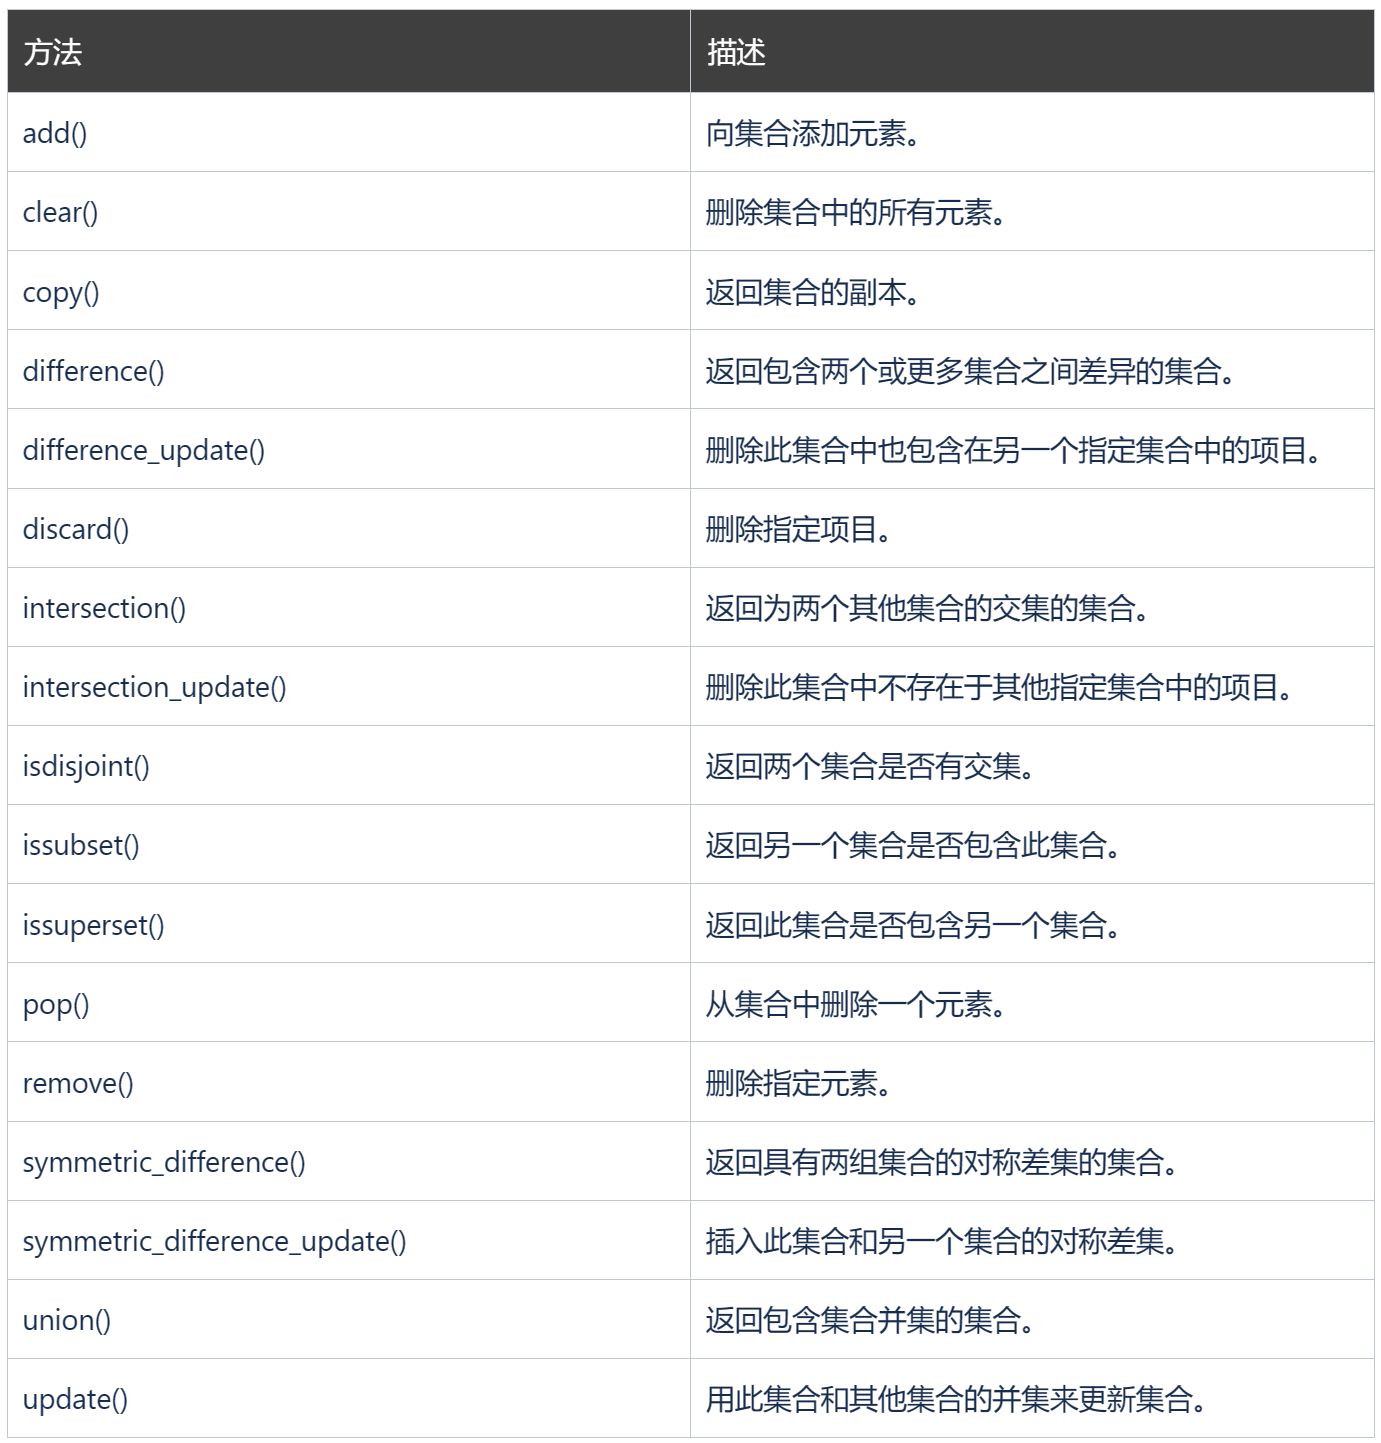 方法 描述
add() 向集合添加元素。
clear() 删除集合中的所有元素。
copy() 返回集合的副本。
difference() 返回包含两个或更多集合之间差异的集合。
difference_update() 删除此集合中也包含在另一个指定集合中的项目。
discard() 删除指定项目。
intersection() 返回为两个其他集合的交集的集合。
intersection_update() 删除此集合中不存在于其他指定集合中的项目。
isdisjoint() 返回两个集合是否有交集。
issubset() 返回另一个集合是否包含此集合。
issuperset() 返回此集合是否包含另一个集合。
pop() 从集合中删除一个元素。
remove() 删除指定元素。
symmetric_difference() 返回具有两组集合的对称差集的集合。
symmetric_difference_update() 插入此集合和另一个集合的对称差集。
union() 返回包含集合并集的集合。
update() 用此集合和其他集合的并集来更新集合。